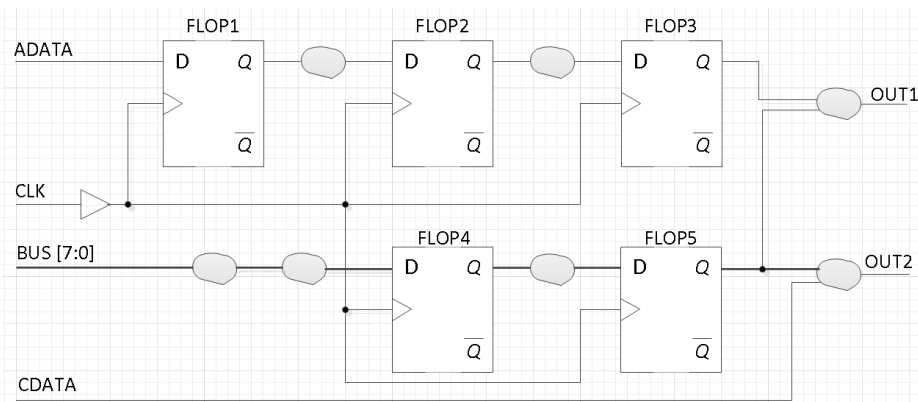 FLOP1 FLOP2 FLOP3
ADATA
D Q D Q D Q
OUT1
Q Q Q
CLK
FLOP4 FLOP5
BUS [7:0]
D Q D Q
OUT2
Q Q
CDATA